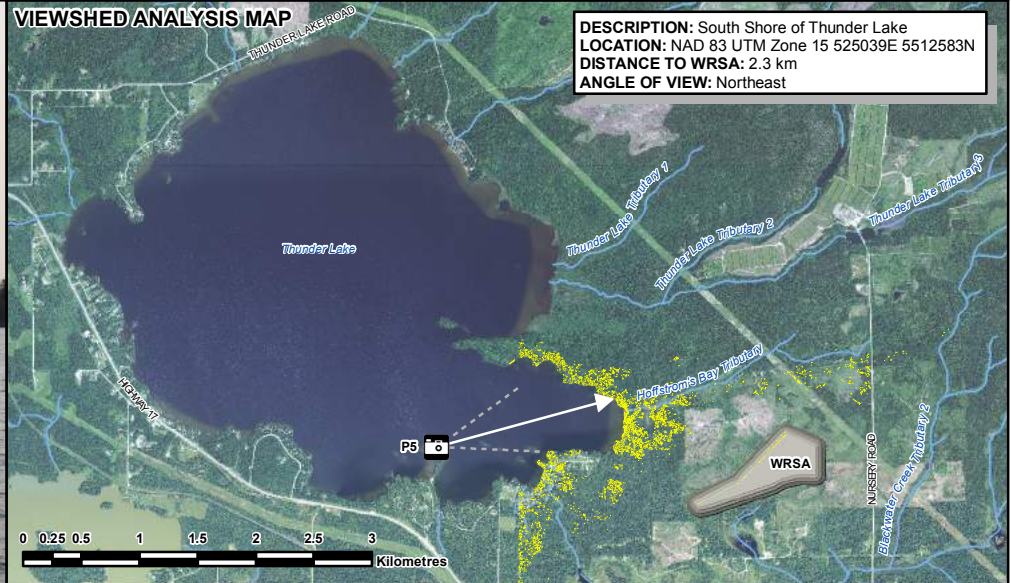 VIEWSHED ANALYSIS MAP
DESCRIPTION: South Shore of Thunder Lake
LOCATION: NAD 83 UTM Zone 15 525039E 5512583N
DISTANCE TO WRSA: 2.3 km
ANGLE OF VIEW: Northeast
THUNDER LAKE ROAD
Thunder Lake Tributary 1
Thunder Lake Tributary 2
Thunder Lake Tributary 3
Thunder Lake
Hoffstrom's Bay Tributary
HIGHWAY 17
P5
WRSA
NURSERY ROAD
Blackwater Creek Tributary 2
0 0.25 0.5 1 1.5 2 2.5 3
Kilometres